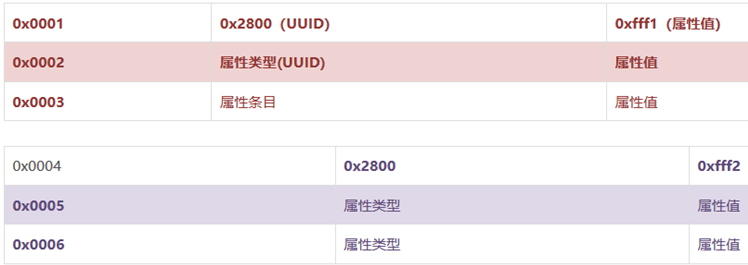 0x0001 0x2800（UUID） 0xfff1（属性值）
0x0002 属性类型(UUID) 属性值
0x0003 属性条目 属性值
0x0004 0x2800 0xfff2
0x0005 属性类型 属性值
0x0006 属性类型 属性值